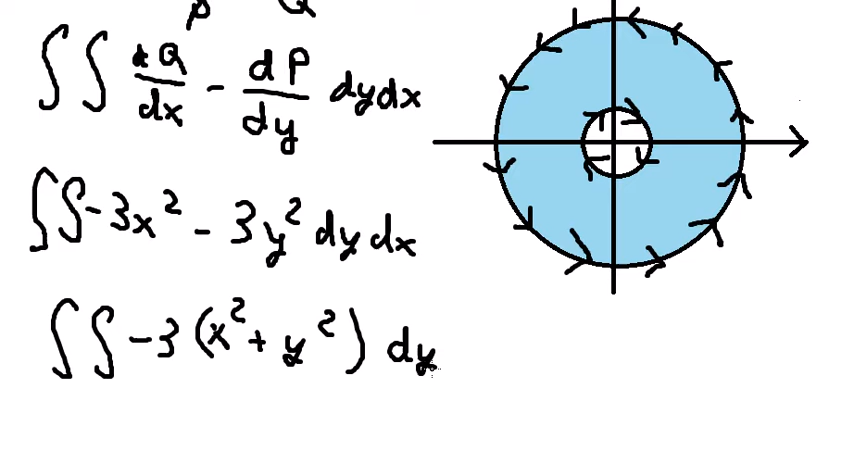 P Q
∫∫ dQ/dx - dP/dy dydx
∫∫ -3x² - 3y² dydx
∫∫ -3(x² + y²) dy